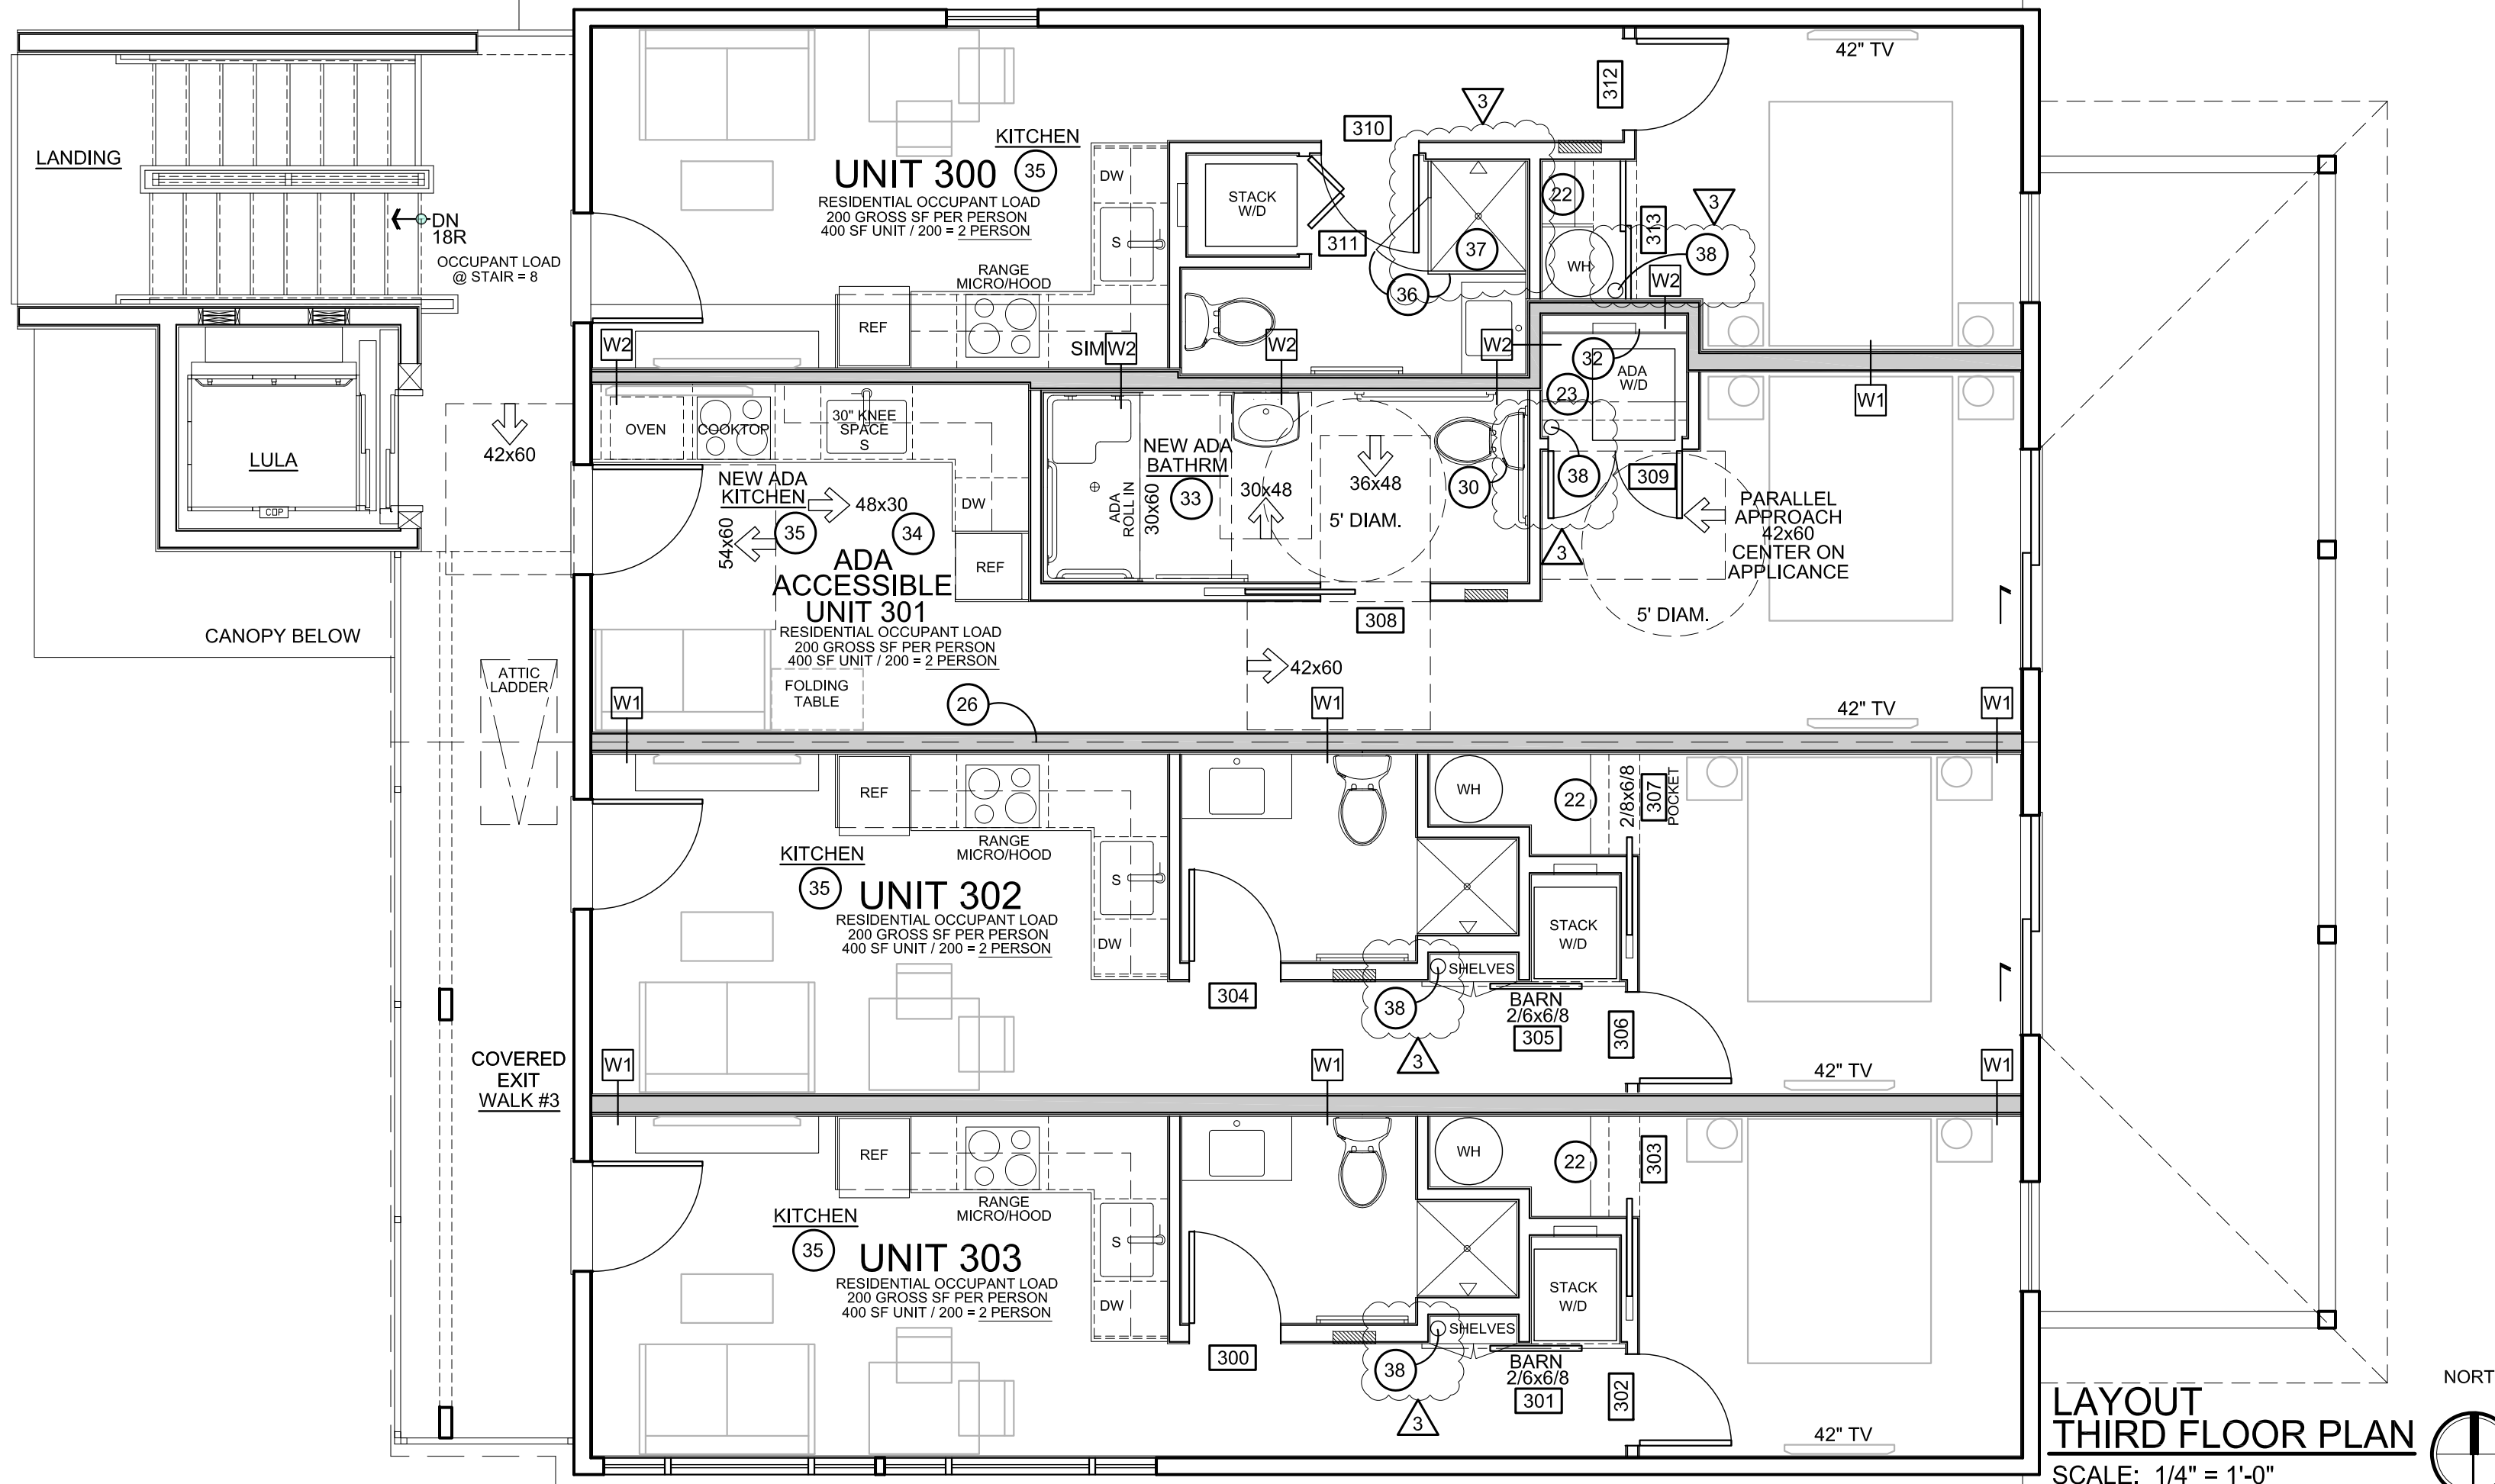 LANDING
DN
18R
OCCUPANT LOAD
@ STAIR = 8
LULA
COP
CANOPY BELOW
42x60
ATTIC
LADDER
COVERED
EXIT
WALK #3
KITCHEN
35
UNIT 300
RESIDENTIAL OCCUPANT LOAD
200 GROSS SF PER PERSON
400 SF UNIT / 200 = 2 PERSON
DW
S
RANGE
MICRO/HOOD
REF
W2
SIM
W2
W2
W2
W2
STACK
W/D
310
311
3
37
36
22
WH
313
3
38
312
42" TV
W1
OVEN
COOKTOP
30" KNEE
SPACE
S
NEW ADA
KITCHEN
48x30
35
34
54x60
DW
REF
ADA
ACCESSIBLE
UNIT 301
RESIDENTIAL OCCUPANT LOAD
200 GROSS SF PER PERSON
400 SF UNIT / 200 = 2 PERSON
FOLDING
TABLE
W1
26
ADA
ROLL IN
30x60
NEW ADA
BATHRM
33
30x48
36x48
5' DIAM.
30
308
42x60
W1
32
23
ADA
W/D
38
309
3
PARALLEL
APPROACH
42x60
CENTER ON
APPLICANCE
5' DIAM.
42" TV
W1
REF
RANGE
MICRO/HOOD
KITCHEN
35
UNIT 302
RESIDENTIAL OCCUPANT LOAD
200 GROSS SF PER PERSON
400 SF UNIT / 200 = 2 PERSON
S
DW
WH
22
2/8x6/8
307
POCKET
STACK
W/D
SHELVES
38
3
304
BARN
2/6x6/8
305
306
42" TV
W1
W1
W1
REF
RANGE
MICRO/HOOD
KITCHEN
35
UNIT 303
RESIDENTIAL OCCUPANT LOAD
200 GROSS SF PER PERSON
400 SF UNIT / 200 = 2 PERSON
S
DW
WH
22
303
STACK
W/D
SHELVES
38
3
300
BARN
2/6x6/8
301
302
42" TV
NORT
LAYOUT
THIRD FLOOR PLAN
SCALE: 1/4" = 1'-0"